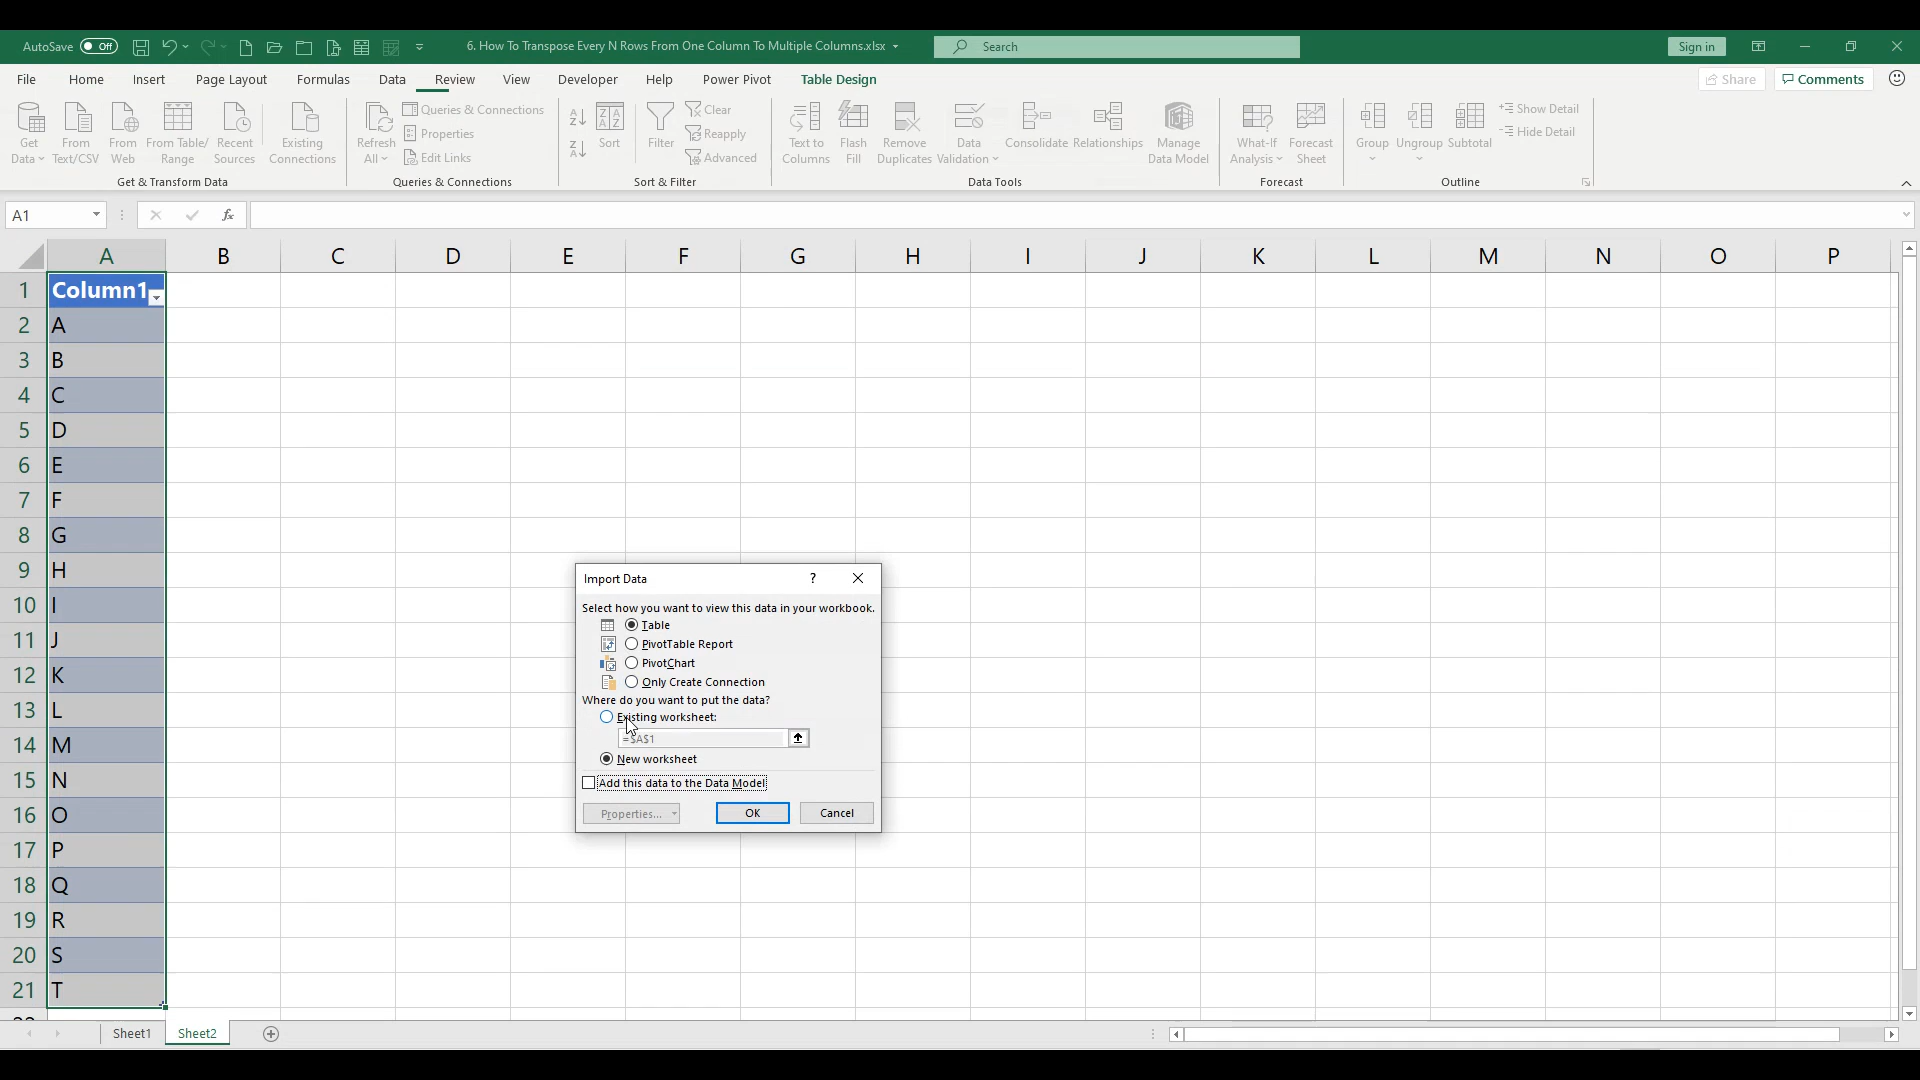 AutoSave Off 6. How To Transpose Every N Rows From One Column To Multiple Columns.xlsx Search Sign in
File Home Insert Page Layout Formulas Data Review View Developer Help Power Pivot Table Design Share Comments
Get Data From Text/CSV From Web From Table/Range Recent Sources Existing Connections
Get & Transform Data
Refresh All Queries & Connections
Properties
Edit Links
Queries & Connections
Sort Filter Clear
Reapply
Advanced
Sort & Filter
Text to Columns Flash Fill Remove Duplicates Data Validation Consolidate Relationships Manage Data Model
Data Tools
What-If Analysis Forecast Sheet
Forecast
Group Ungroup Subtotal Show Detail
Hide Detail
Outline
A1 fx
A B C D E F G H I J K L M N O P
1 Column1
2 A
3 B
4 C
5 D
6 E
7 F
8 G
9 H
10 I
11 J
12 K
13 L
14 M
15 N
16 O
17 P
18 Q
19 R
20 S
21 T
Import Data ?
Select how you want to view this data in your workbook.
Table
PivotTable Report
PivotChart
Only Create Connection
Where do you want to put the data?
Existing worksheet:
=$A$1
New worksheet
Add this data to the Data Model
Properties... OK Cancel
Sheet1 Sheet2